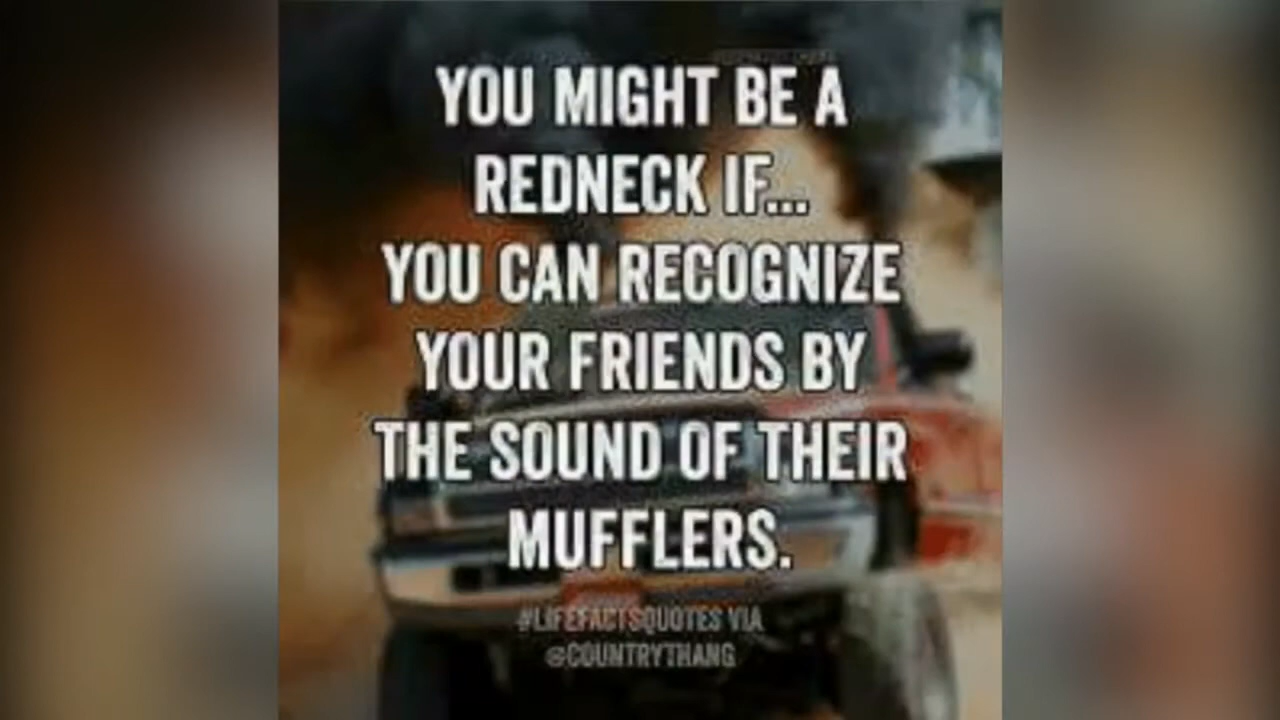 YOU MIGHT BE A
REDNECK IF...
YOU CAN RECOGNIZE
YOUR FRIENDS BY
THE SOUND OF THEIR
MUFFLERS.
#LIFEFACTSQUOTES VIA
@COUNTRYTHANG